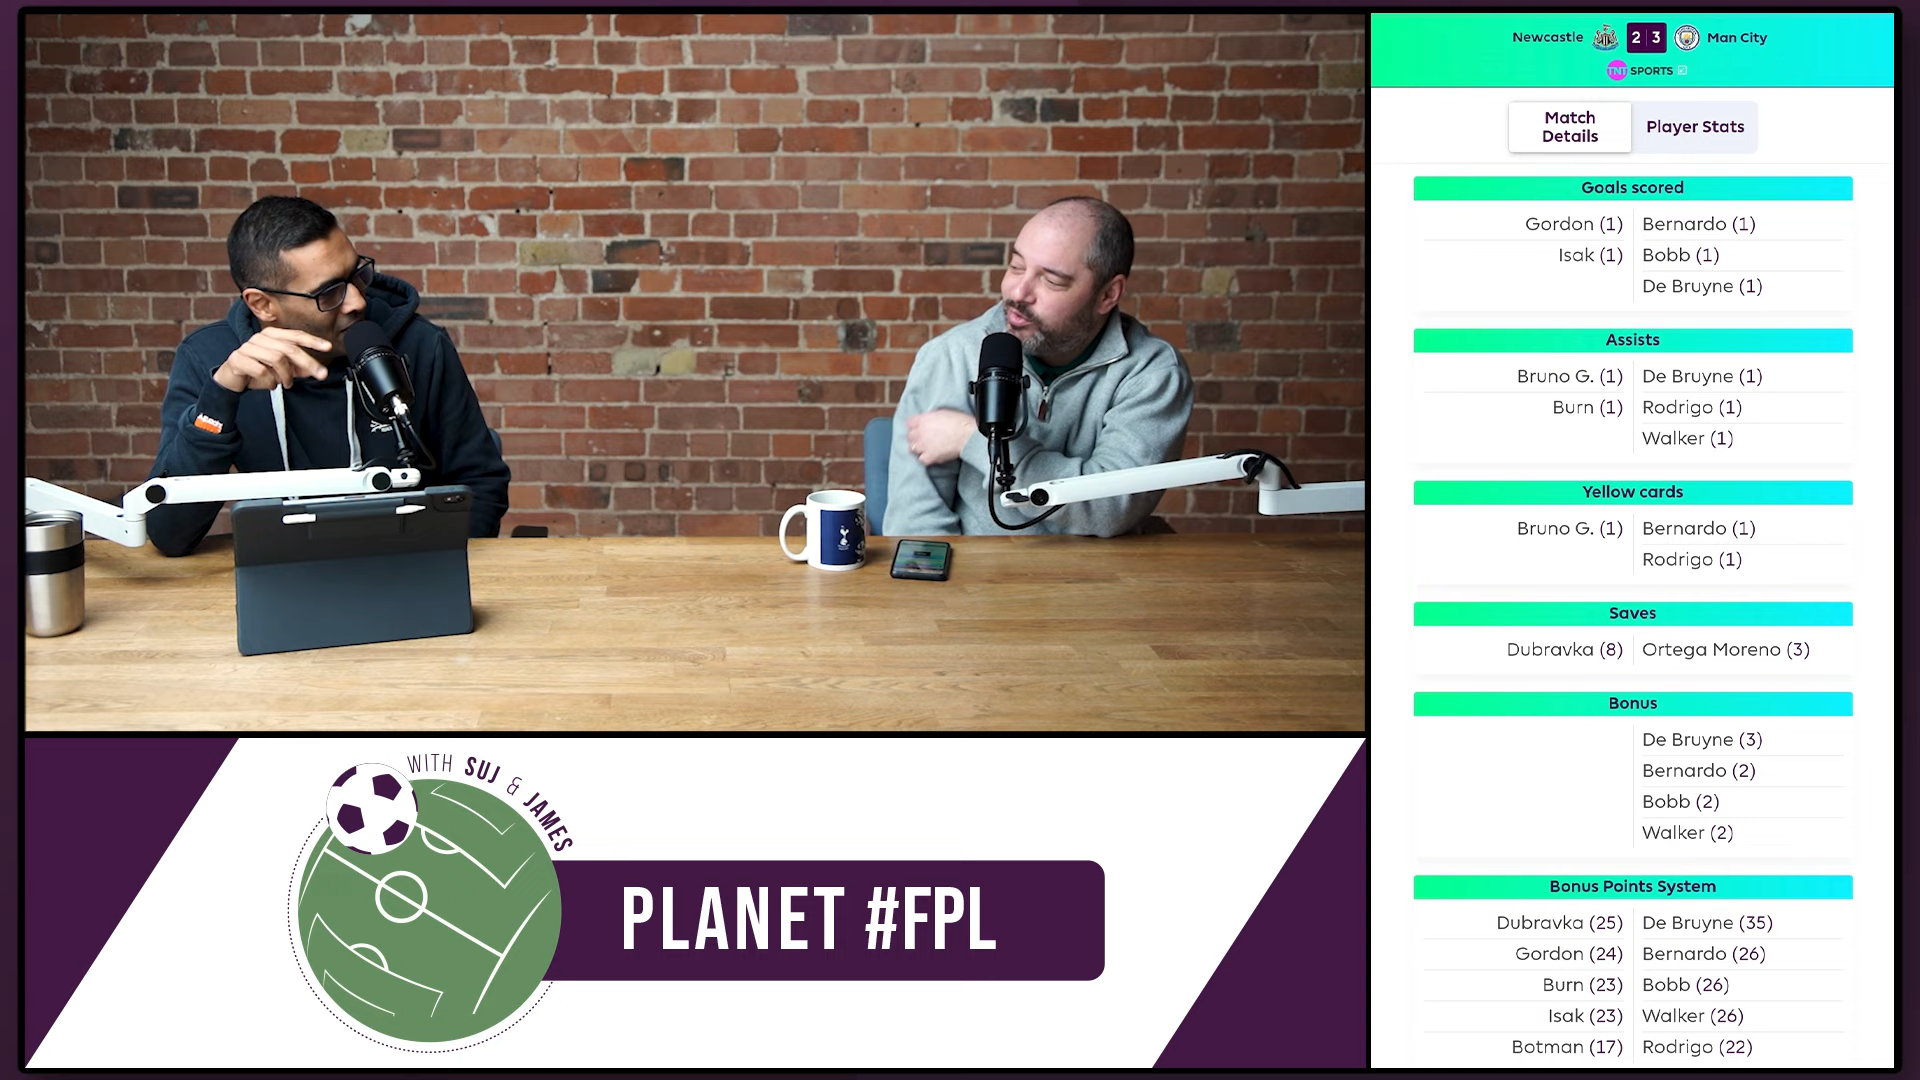 Newcastle 2 3 Man City
TNT SPORTS
Match Details
Player Stats
Goals scored
Gordon (1) Bernardo (1)
Isak (1) Bobb (1)
De Bruyne (1)
Assists
Bruno G. (1) De Bruyne (1)
Burn (1) Rodrigo (1)
Walker (1)
Yellow cards
Bruno G. (1) Bernardo (1)
Rodrigo (1)
Saves
Dubravka (8) Ortega Moreno (3)
Bonus
De Bruyne (3)
Bernardo (2)
Bobb (2)
Walker (2)
Bonus Points System
Dubravka (25) De Bruyne (35)
Gordon (24) Bernardo (26)
Burn (23) Bobb (26)
Isak (23) Walker (26)
Botman (17) Rodrigo (22)
WITH SUJ & JAMES
PLANET #FPL